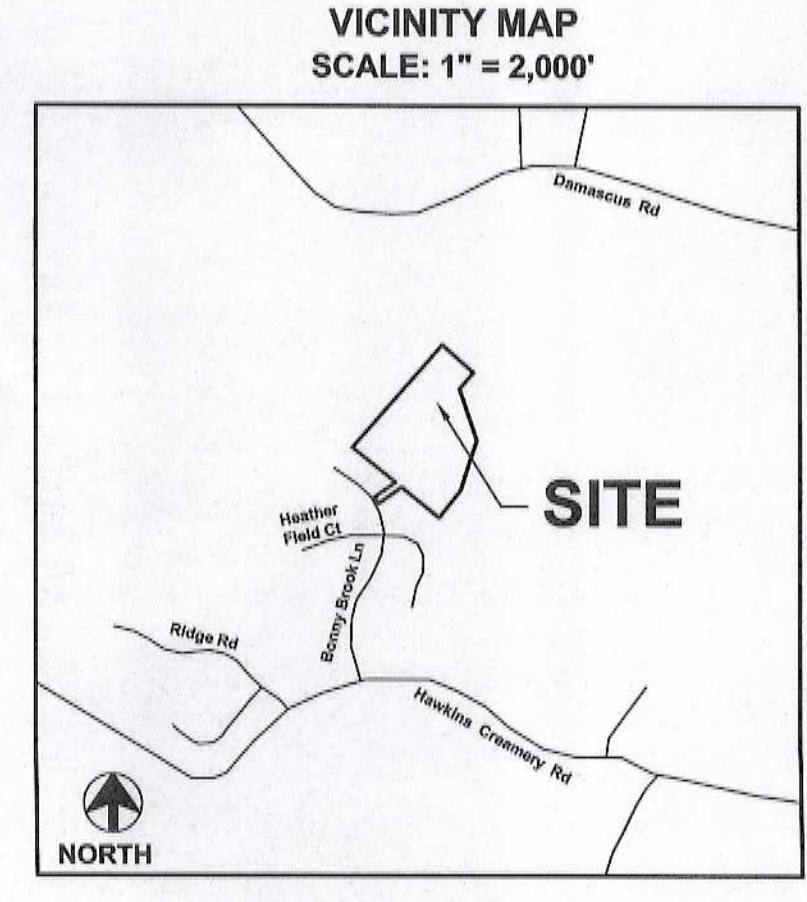 VICINITY MAP
SCALE: 1" = 2,000'
Damascus Rd
SITE
Heather
Field Ct
Bonny Brook Ln
Ridge Rd
Hawkins Creamery Rd
NORTH